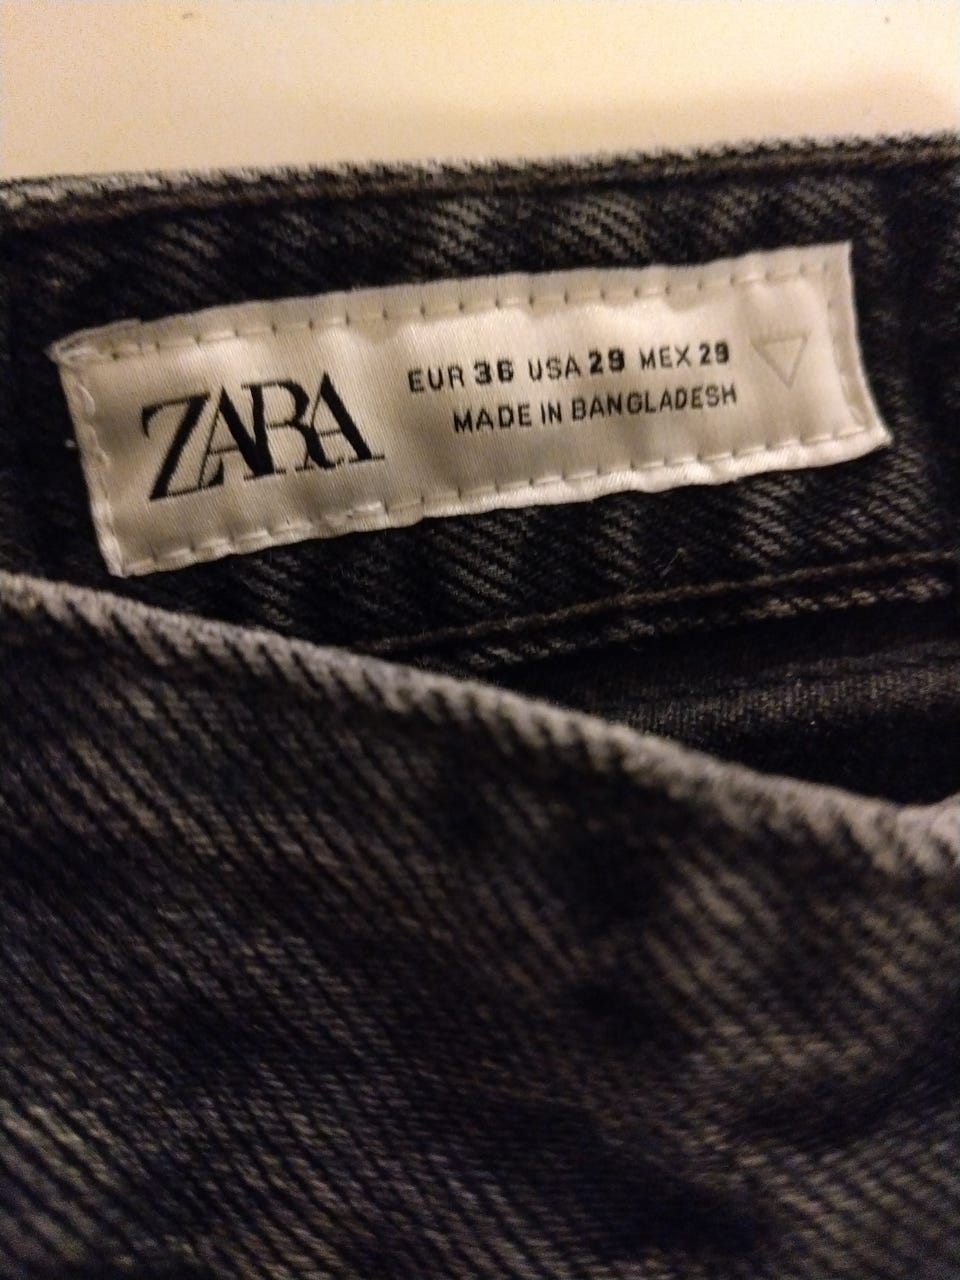 ZARA
EUR 36 USA 29 MEX 29
MADE IN BANGLADESH